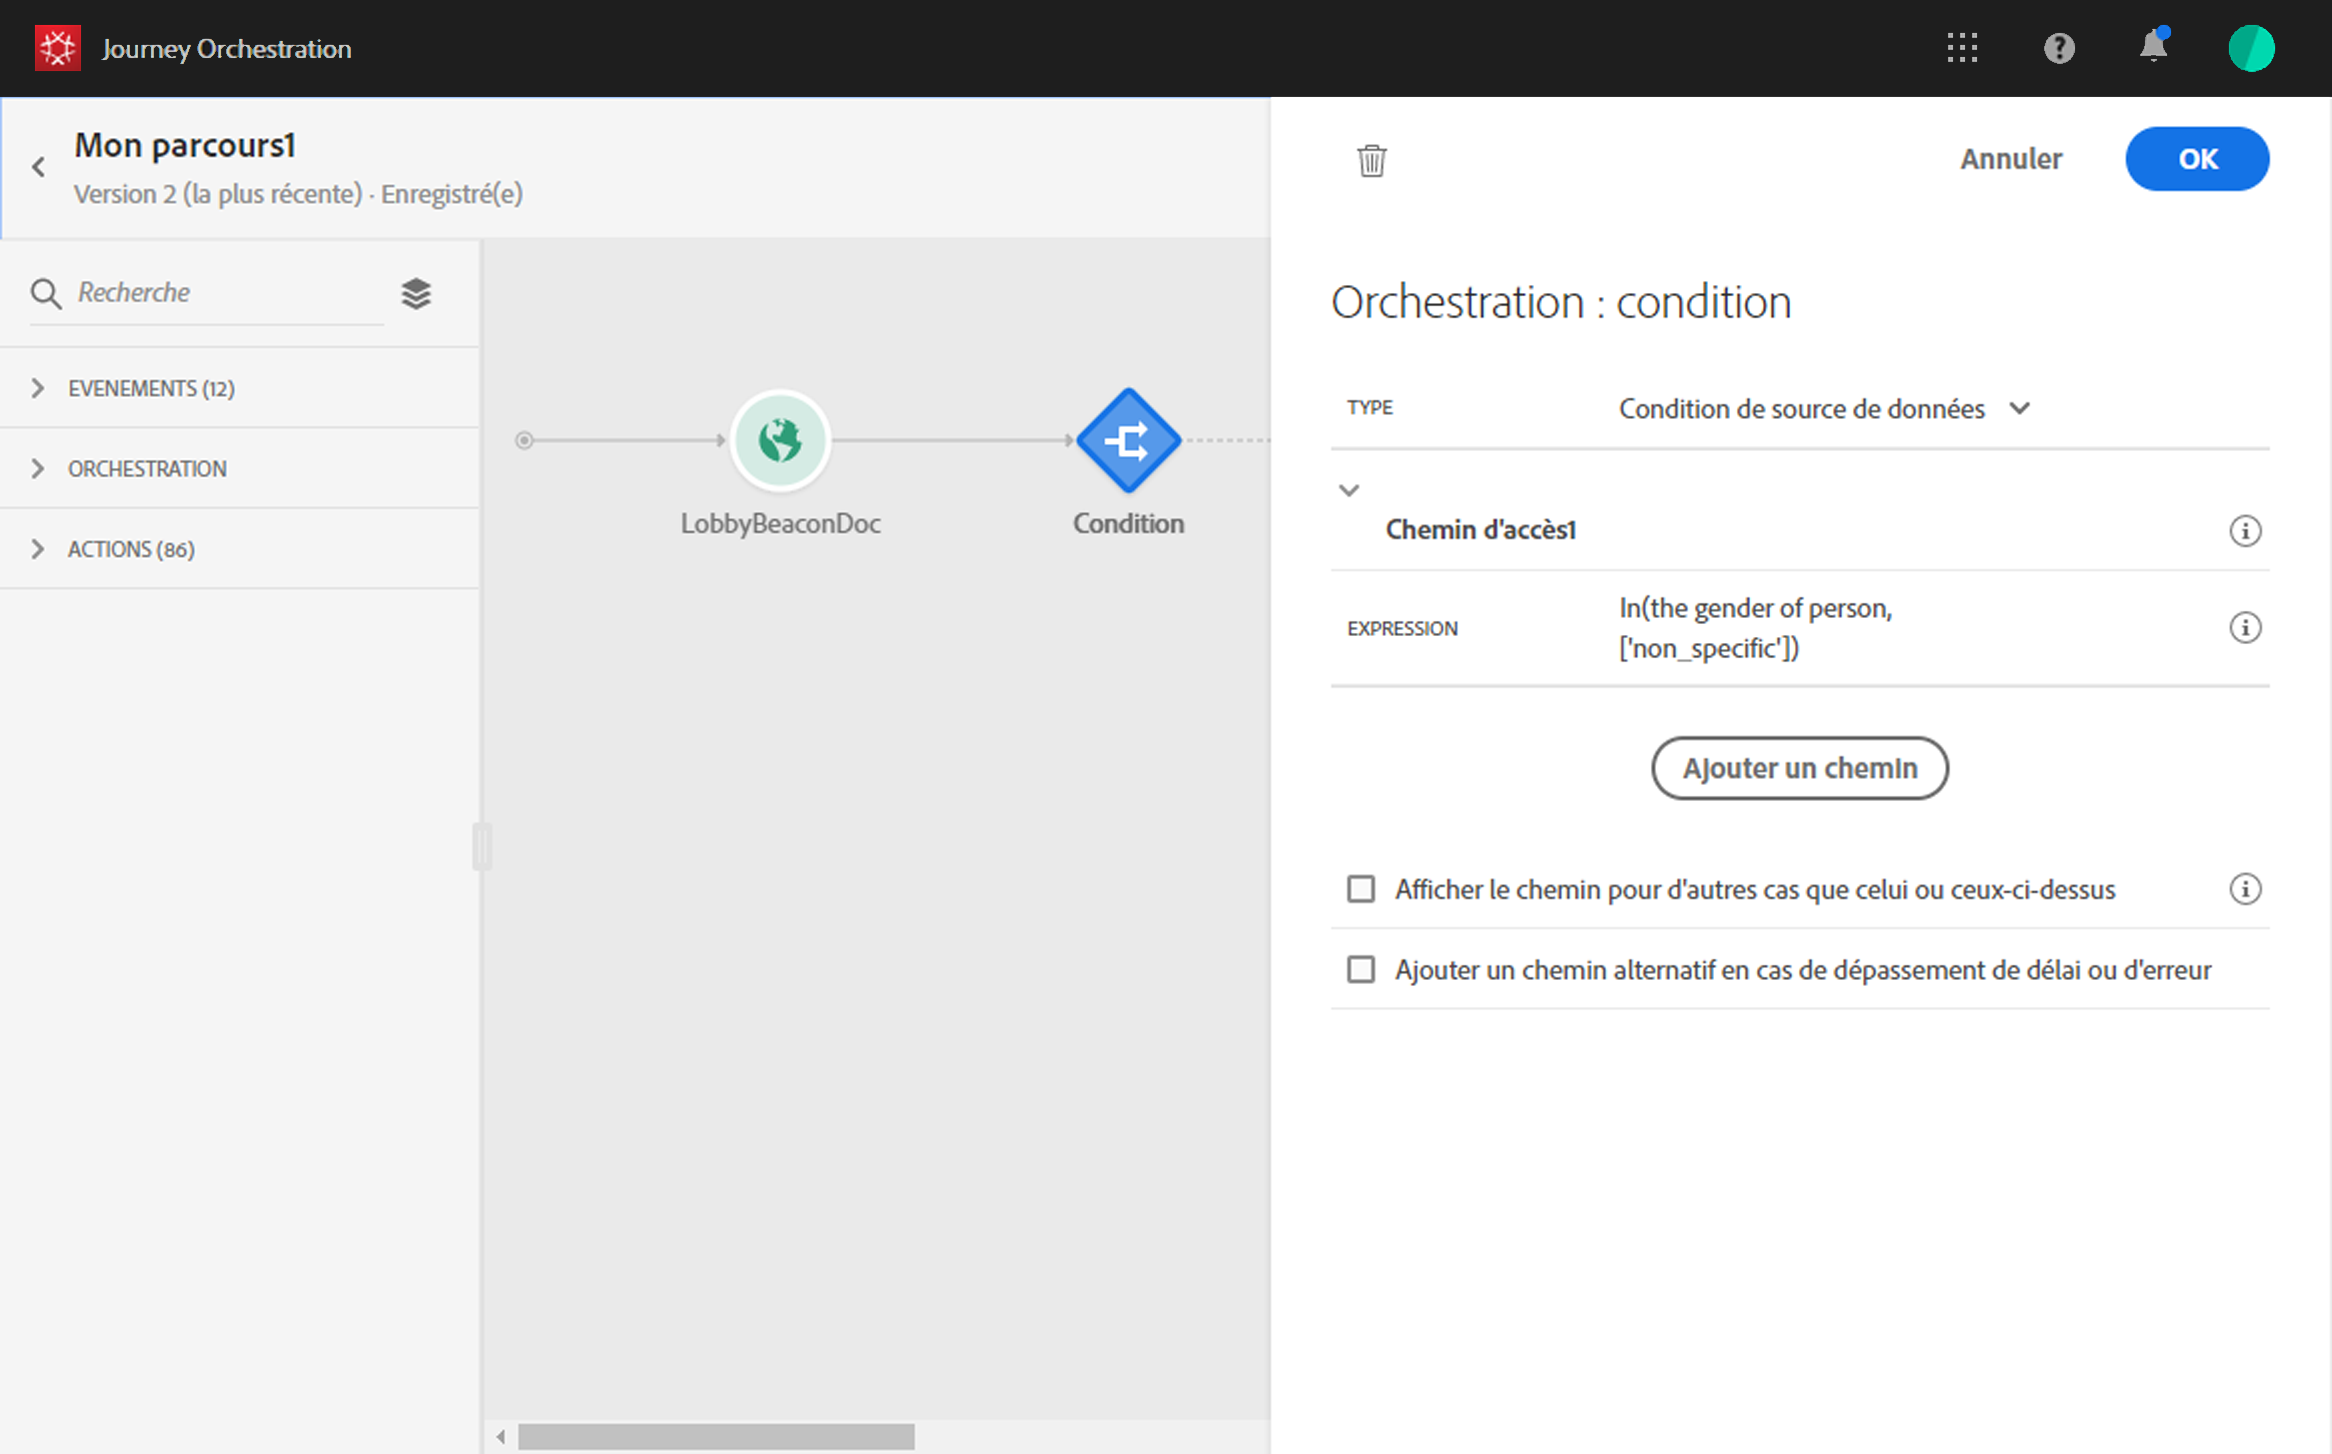 Journey Orchestration
Mon parcours1
Version 2 (la plus récente) · Enregistré(e)
Recherche
EVENEMENTS (12)
ORCHESTRATION
ACTIONS (86)
LobbyBeaconDoc
Condition
Annuler
OK
Orchestration : condition
TYPE
Condition de source de données
Chemin d'accès1
EXPRESSION
In(the gender of person,
['non_specific'])
Ajouter un chemin
Afficher le chemin pour d'autres cas que celui ou ceux-ci-dessus
Ajouter un chemin alternatif en cas de dépassement de délai ou d'erreur